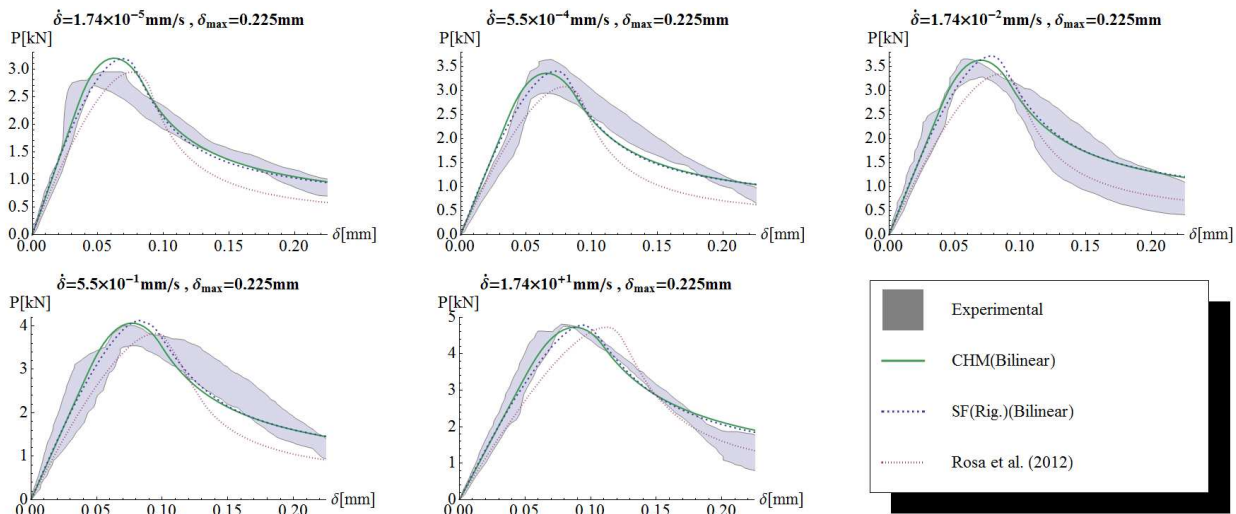 δ̇=1.74×10⁻⁵mm/s , δmax=0.225mm
P[kN]
3.0
2.5
2.0
1.5
1.0
0.5
0.0
0.00 0.05 0.10 0.15 0.20 δ[mm]
δ̇=5.5×10⁻⁴mm/s , δmax=0.225mm
P[kN]
3.5
3.0
2.5
2.0
1.5
1.0
0.5
0.0
0.00 0.05 0.10 0.15 0.20 δ[mm]
δ̇=1.74×10⁻²mm/s , δmax=0.225mm
P[kN]
3.5
3.0
2.5
2.0
1.5
1.0
0.5
0.0
0.00 0.05 0.10 0.15 0.20 δ[mm]
δ̇=5.5×10⁻¹mm/s , δmax=0.225mm
P[kN]
4
3
2
1
0
0.00 0.05 0.10 0.15 0.20 δ[mm]
δ̇=1.74×10⁺¹mm/s , δmax=0.225mm
P[kN]
5
4
3
2
1
0
0.00 0.05 0.10 0.15 0.20 δ[mm]
Experimental
CHM(Bilinear)
SF(Rig.)(Bilinear)
Rosa et al. (2012)